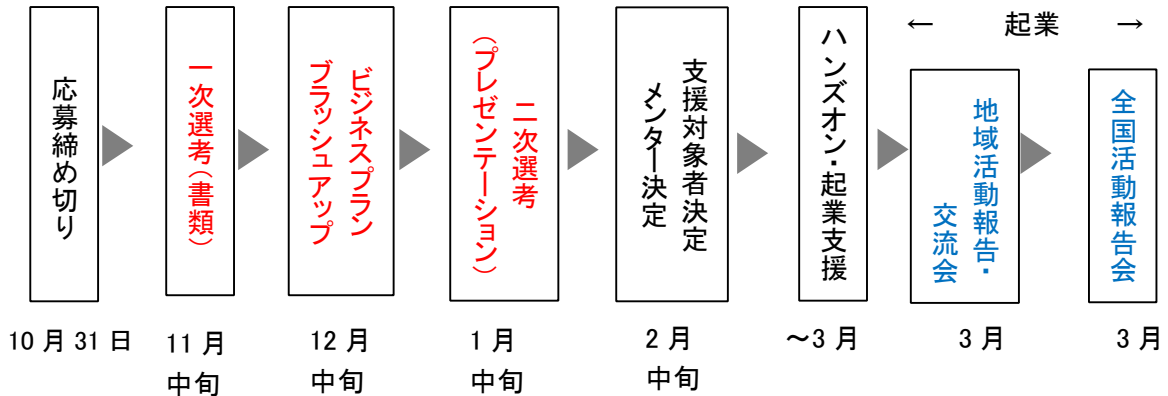 ← 起業 →
応募締め切り
一次選考(書類)
ビジネスプラン
ブラッシュアップ
二次選考
(プレゼンテーション)
支援対象者決定
メンター決定
ハンズオン・起業支援
地域活動報告・
交流会
全国活動報告会
10月31日
11月
中旬
12月
中旬
1月
中旬
2月
中旬
～3月
3月
3月